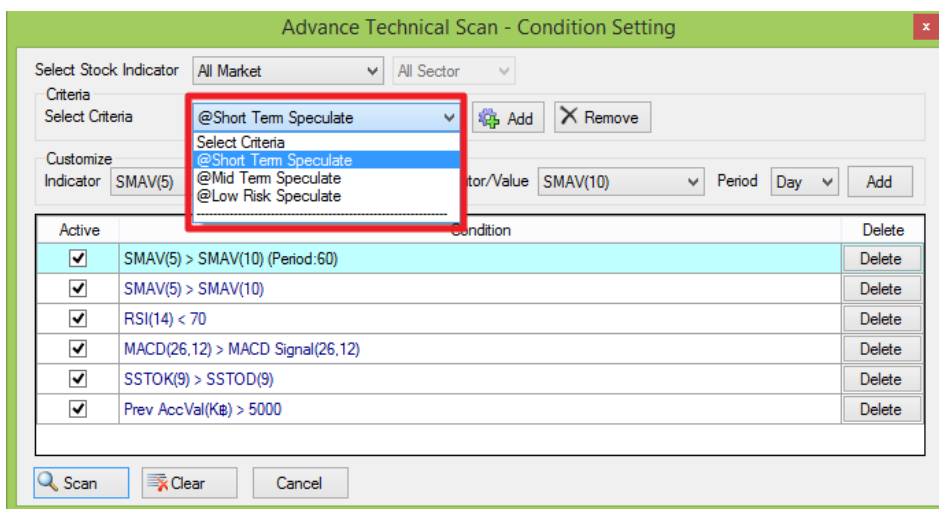 Advance Technical Scan - Condition Setting
x
Select Stock Indicator All Market All Sector
Criteria
Select Criteria @Short Term Speculate Add Remove
Select Criteria
@Short Term Speculate
@Mid Term Speculate
@Low Risk Speculate
Customize
Indicator SMAV(5) tor/Value SMAV(10) Period Day Add
Active Condition Delete
SMAV(5) > SMAV(10) (Period:60) Delete
SMAV(5) > SMAV(10) Delete
RSI(14) < 70 Delete
MACD(26,12) > MACD Signal(26,12) Delete
SSTOK(9) > SSTOD(9) Delete
Prev AccVal(K฿) > 5000 Delete
Scan Clear Cancel